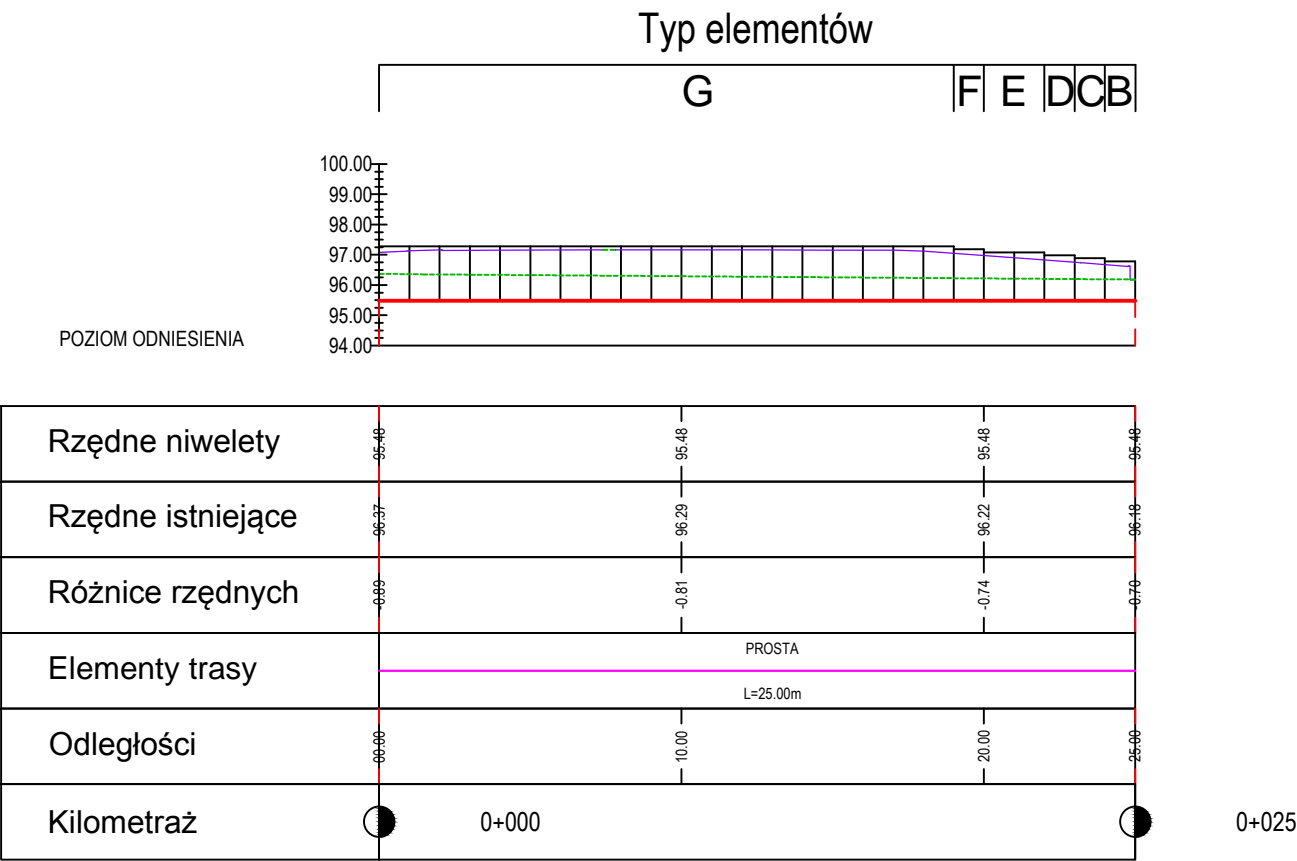 Typ elementów
G F E D C B
100.00
99.00
98.00
97.00
96.00
95.00
POZIOM ODNIESIENIA 94.00
Rzędne niwelety 95.48 95.48 95.48 95.48
Rzędne istniejące 96.37 96.29 96.22 96.18
Różnice rzędnych -0.89 -0.81 -0.74 -0.70
Elementy trasy PROSTA
L=25.00m
Odległości 00.00 10.00 20.00 25.00
Kilometraż 0+000 0+025